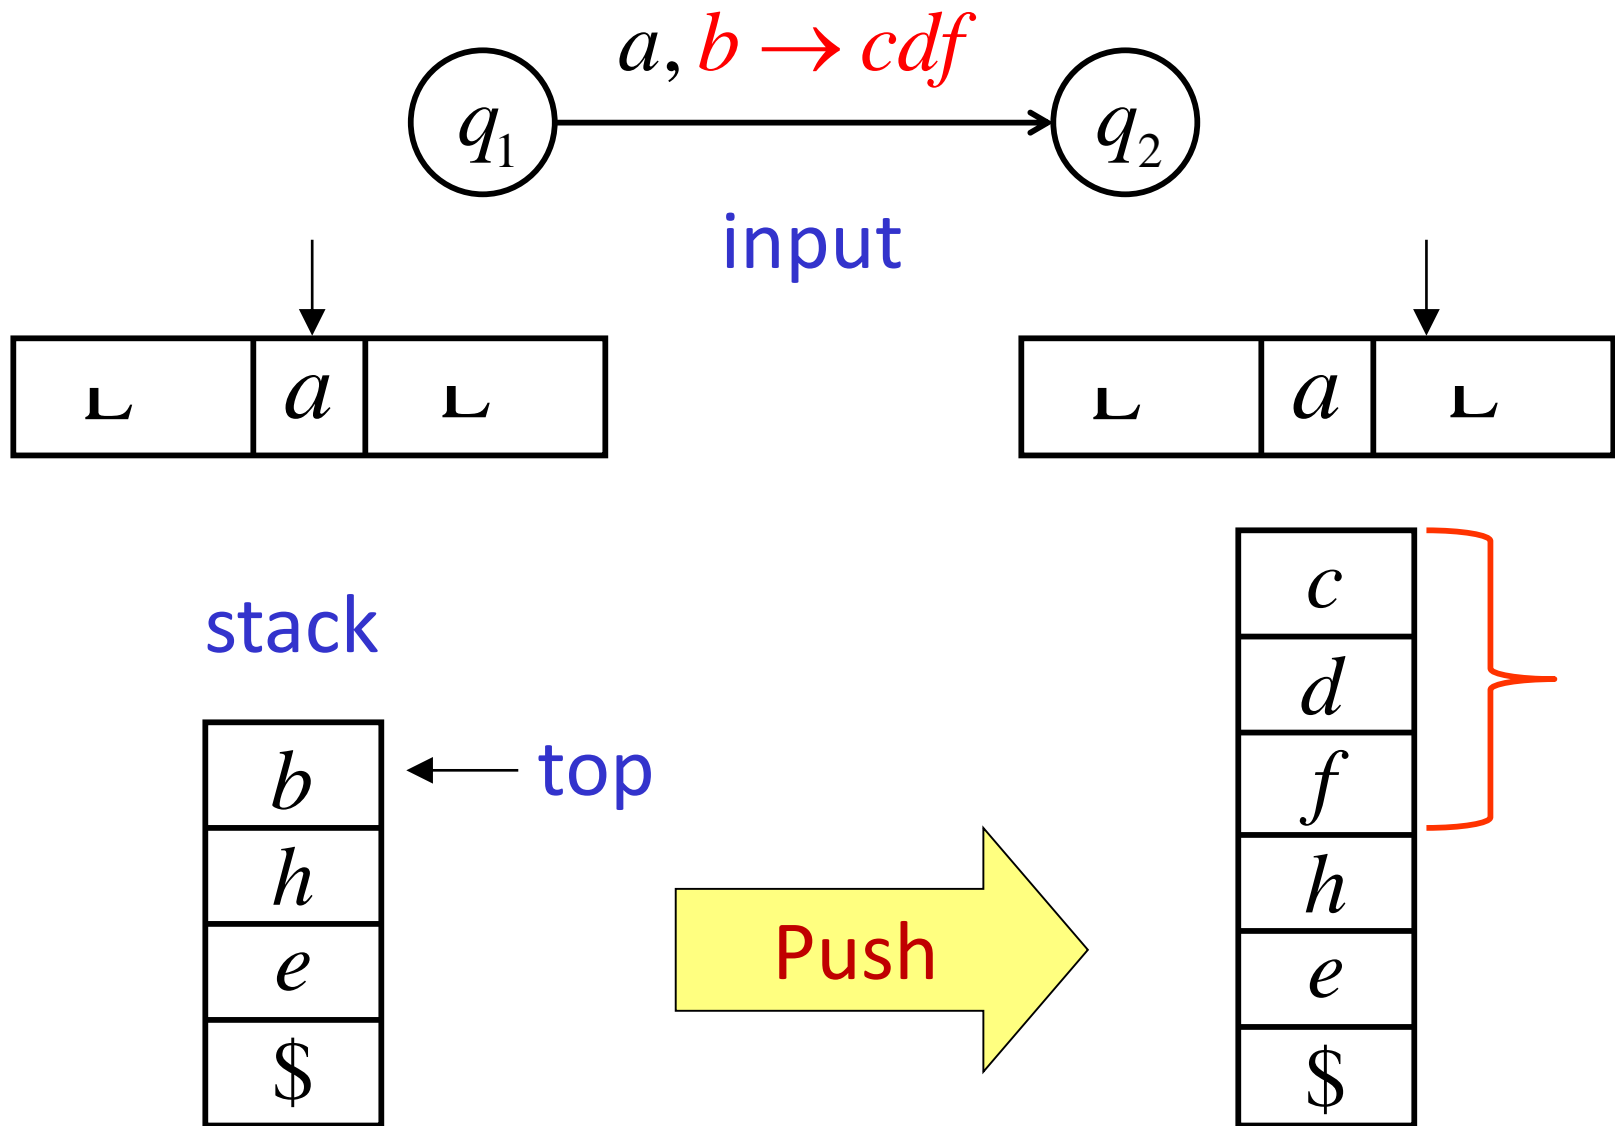 a, b → cdf
q₁ q₂
input
a a
stack
b
h
e
$
top
Push
c
d
f
h
e
$